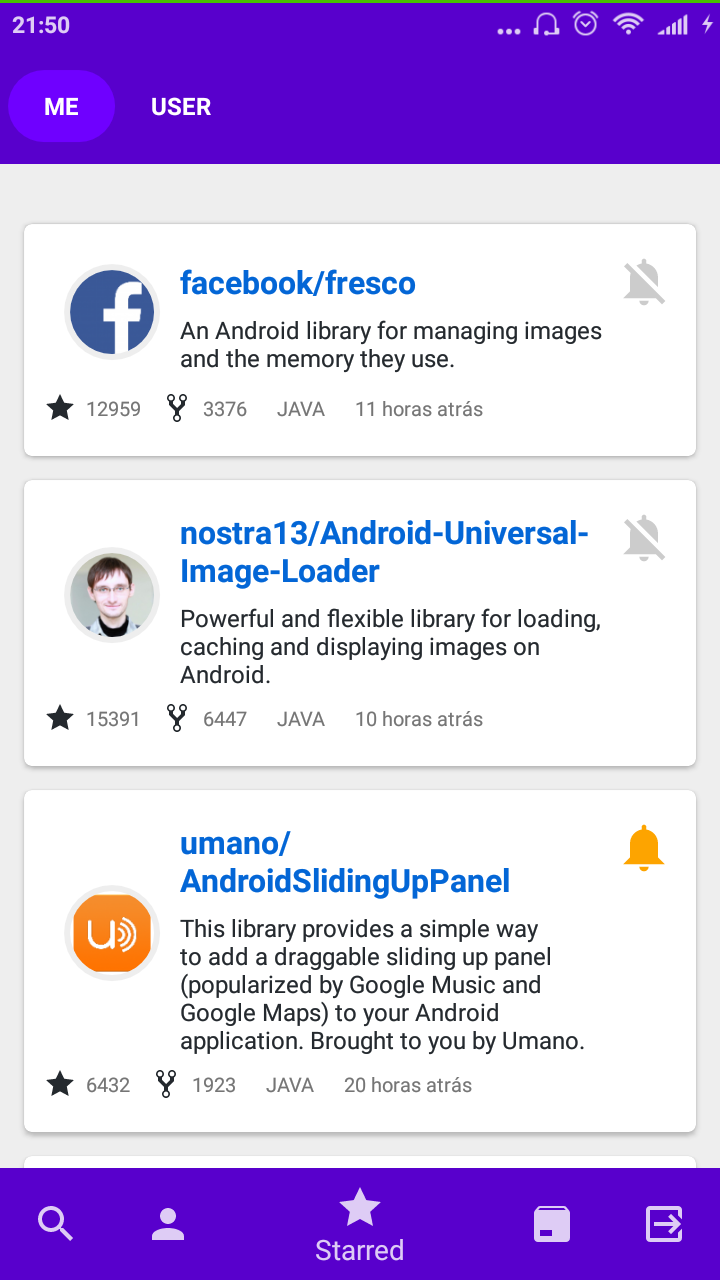 21:50
ME USER
facebook/fresco
An Android library for managing images
and the memory they use.
12959 3376 JAVA 11 horas atrás
nostra13/Android-Universal-
Image-Loader
Powerful and flexible library for loading,
caching and displaying images on
Android.
15391 6447 JAVA 10 horas atrás
umano/
AndroidSlidingUpPanel
This library provides a simple way
to add a draggable sliding up panel
(popularized by Google Music and
Google Maps) to your Android
application. Brought to you by Umano.
6432 1923 JAVA 20 horas atrás
Starred